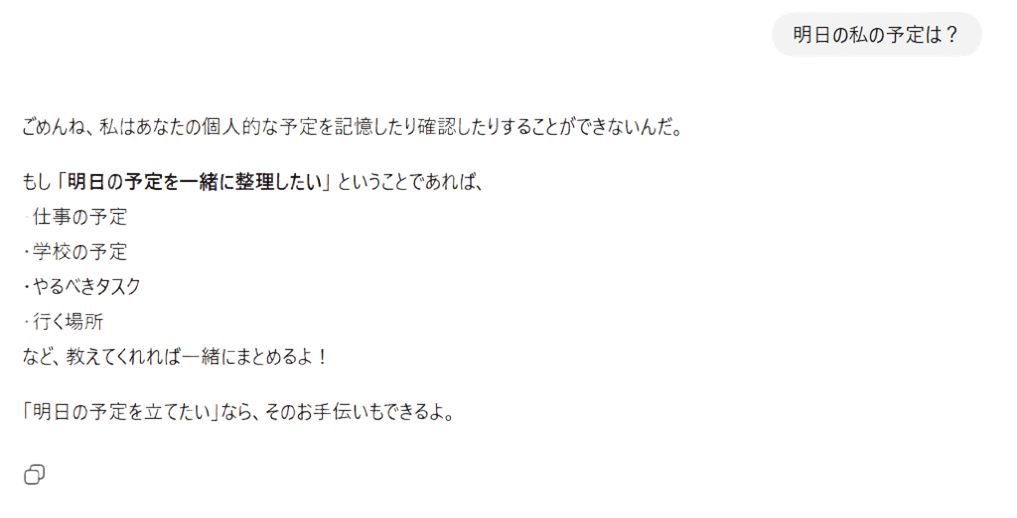 明日の私の予定は？
ごめんね、私はあなたの個人的な予定を記憶したり確認したりすることができないんだ。
もし「明日の予定を一緒に整理したい」ということであれば、
・仕事の予定
・学校の予定
・やるべきタスク
・行く場所
など、教えてくれれば一緒にまとめるよ！
「明日の予定を立てたい」なら、そのお手伝いもできるよ。